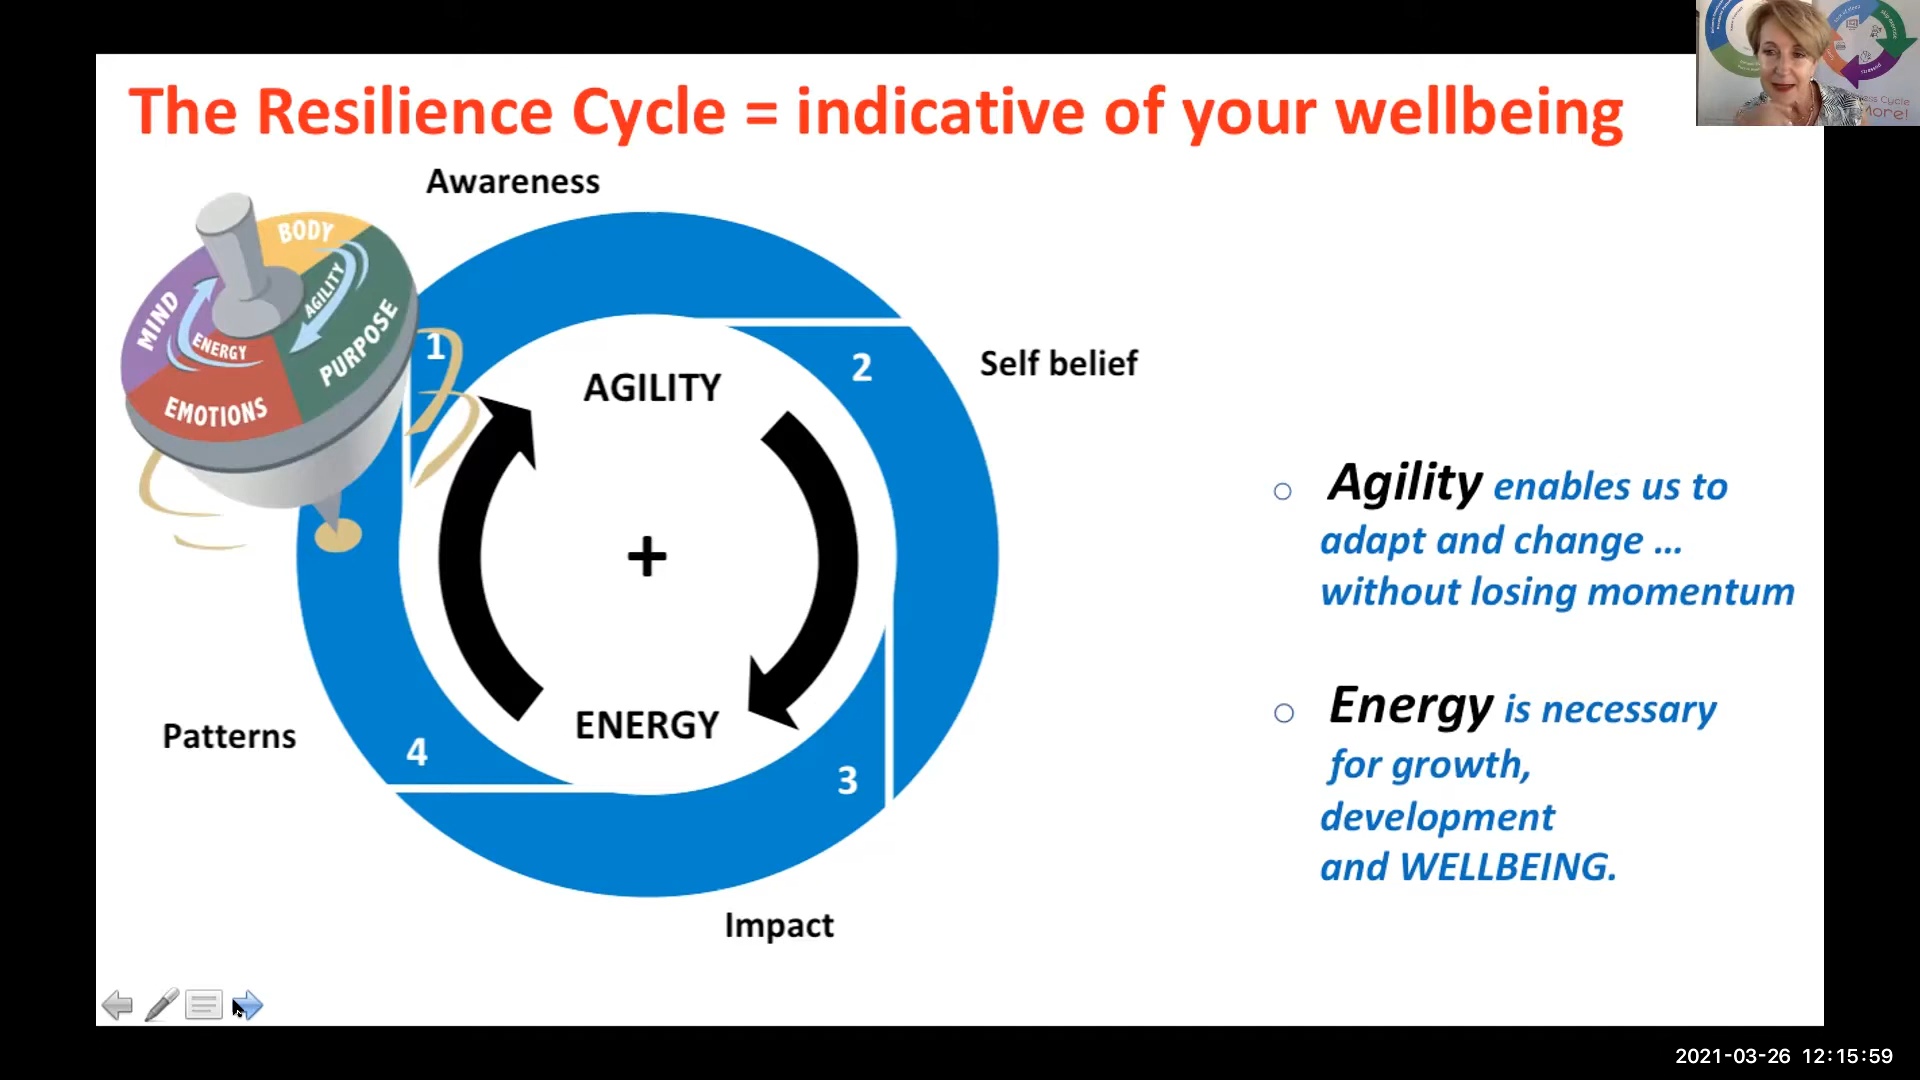 The Resilience Cycle = indicative of your wellbeing
Awareness
BODY
MIND
AGILITY
ENERGY
PURPOSE
EMOTIONS
1
2
Self belief
AGILITY
+
ENERGY
Patterns
4
3
Impact
○ Agility enables us to
adapt and change ...
without losing momentum
○ Energy is necessary
for growth,
development
and WELLBEING.
Cycle
More!
2021-03-26 12:15:59